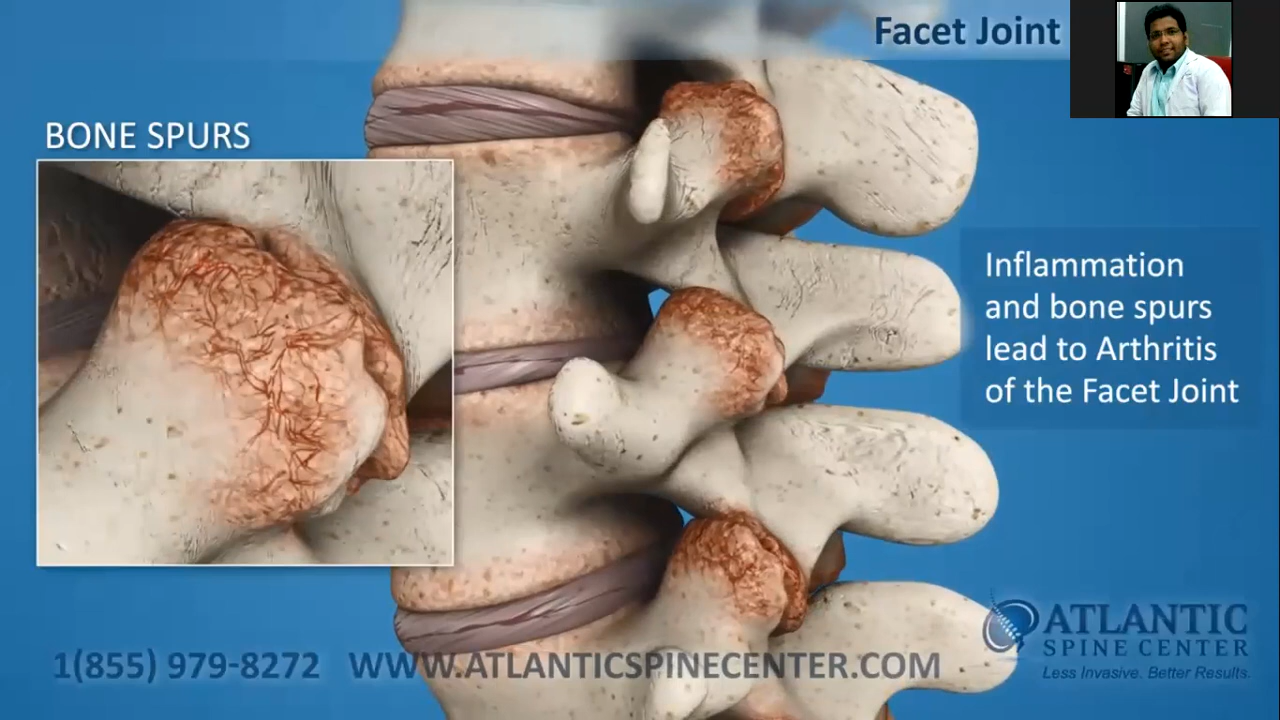 Facet Joint
BONE SPURS
Inflammation
and bone spurs
lead to Arthritis
of the Facet Joint
1(855) 979-8272 WWW.ATLANTICSPINECENTER.COM
ATLANTIC
SPINE CENTER
Less Invasive. Better Results.